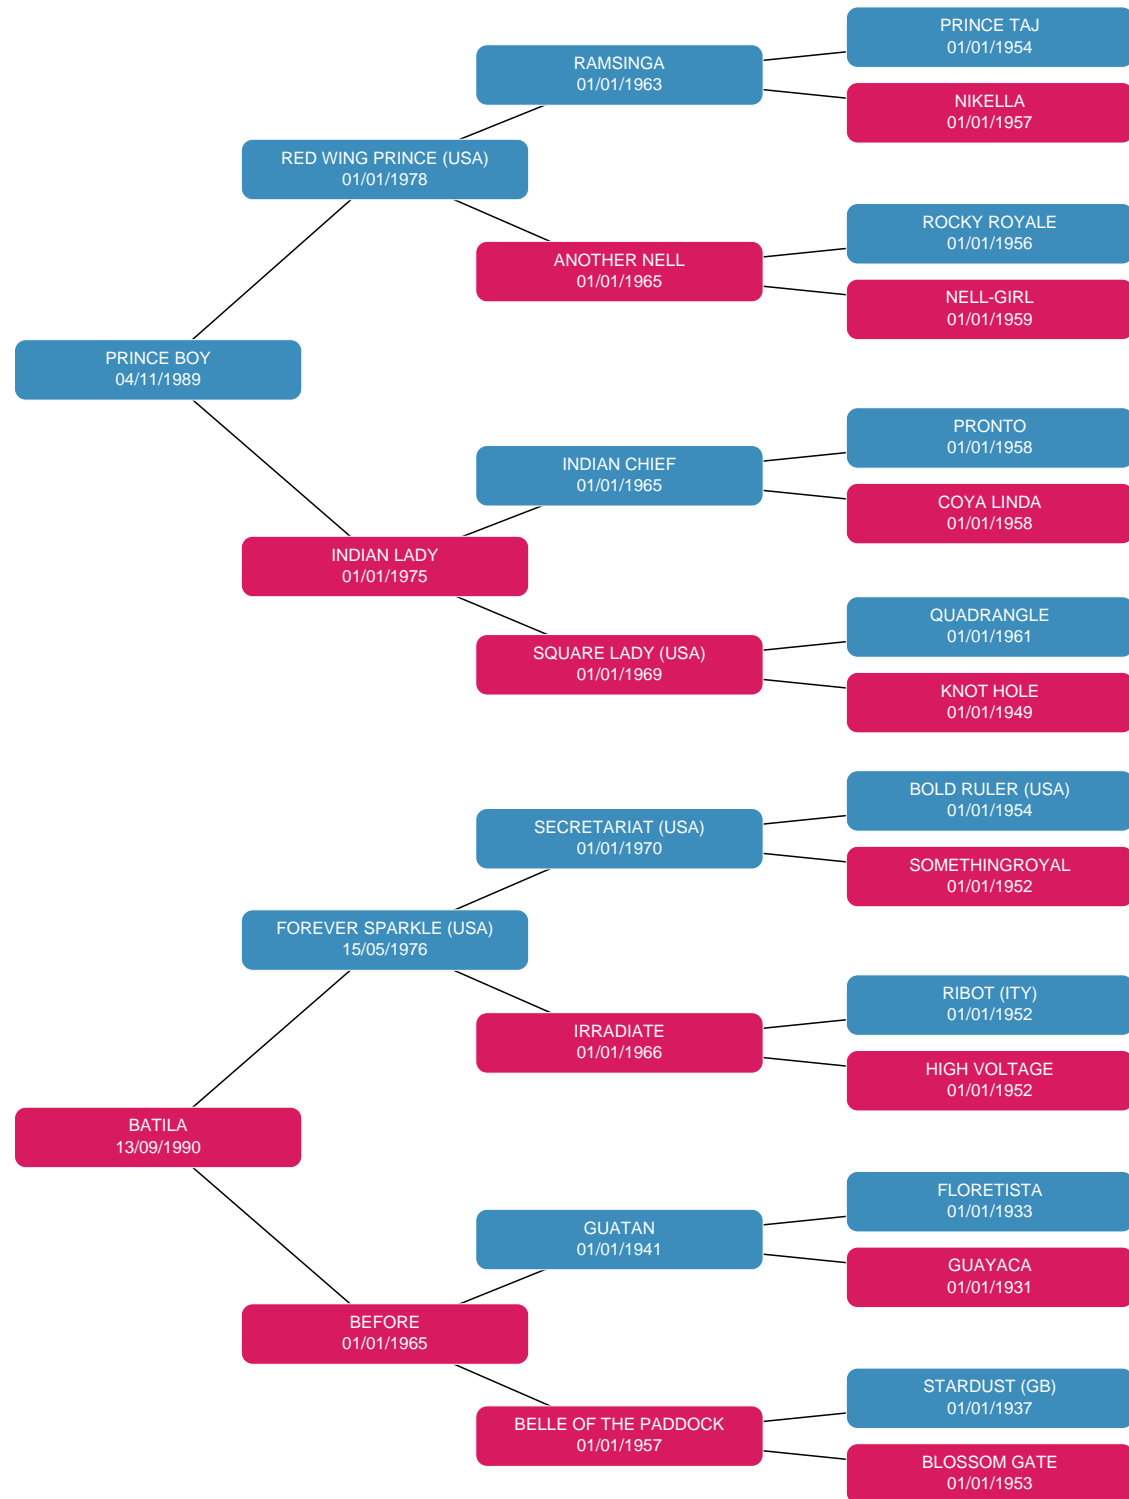 PRINCE TAJ
01/01/1954
RAMSINGA
01/01/1963
NIKELLA
01/01/1957
RED WING PRINCE (USA)
01/01/1978
ROCKY ROYALE
01/01/1956
ANOTHER NELL
01/01/1965
NELL-GIRL
01/01/1959
PRINCE BOY
04/11/1989
PRONTO
01/01/1958
INDIAN CHIEF
01/01/1965
COYA LINDA
01/01/1958
INDIAN LADY
01/01/1975
QUADRANGLE
01/01/1961
SQUARE LADY (USA)
01/01/1969
KNOT HOLE
01/01/1949
BOLD RULER (USA)
01/01/1954
SECRETARIAT (USA)
01/01/1970
SOMETHINGROYAL
01/01/1952
FOREVER SPARKLE (USA)
15/05/1976
RIBOT (ITY)
01/01/1952
IRRADIATE
01/01/1966
HIGH VOLTAGE
01/01/1952
BATILA
13/09/1990
FLORETISTA
01/01/1933
GUATAN
01/01/1941
GUAYACA
01/01/1931
BEFORE
01/01/1965
STARDUST (GB)
01/01/1937
BELLE OF THE PADDOCK
01/01/1957
BLOSSOM GATE
01/01/1953